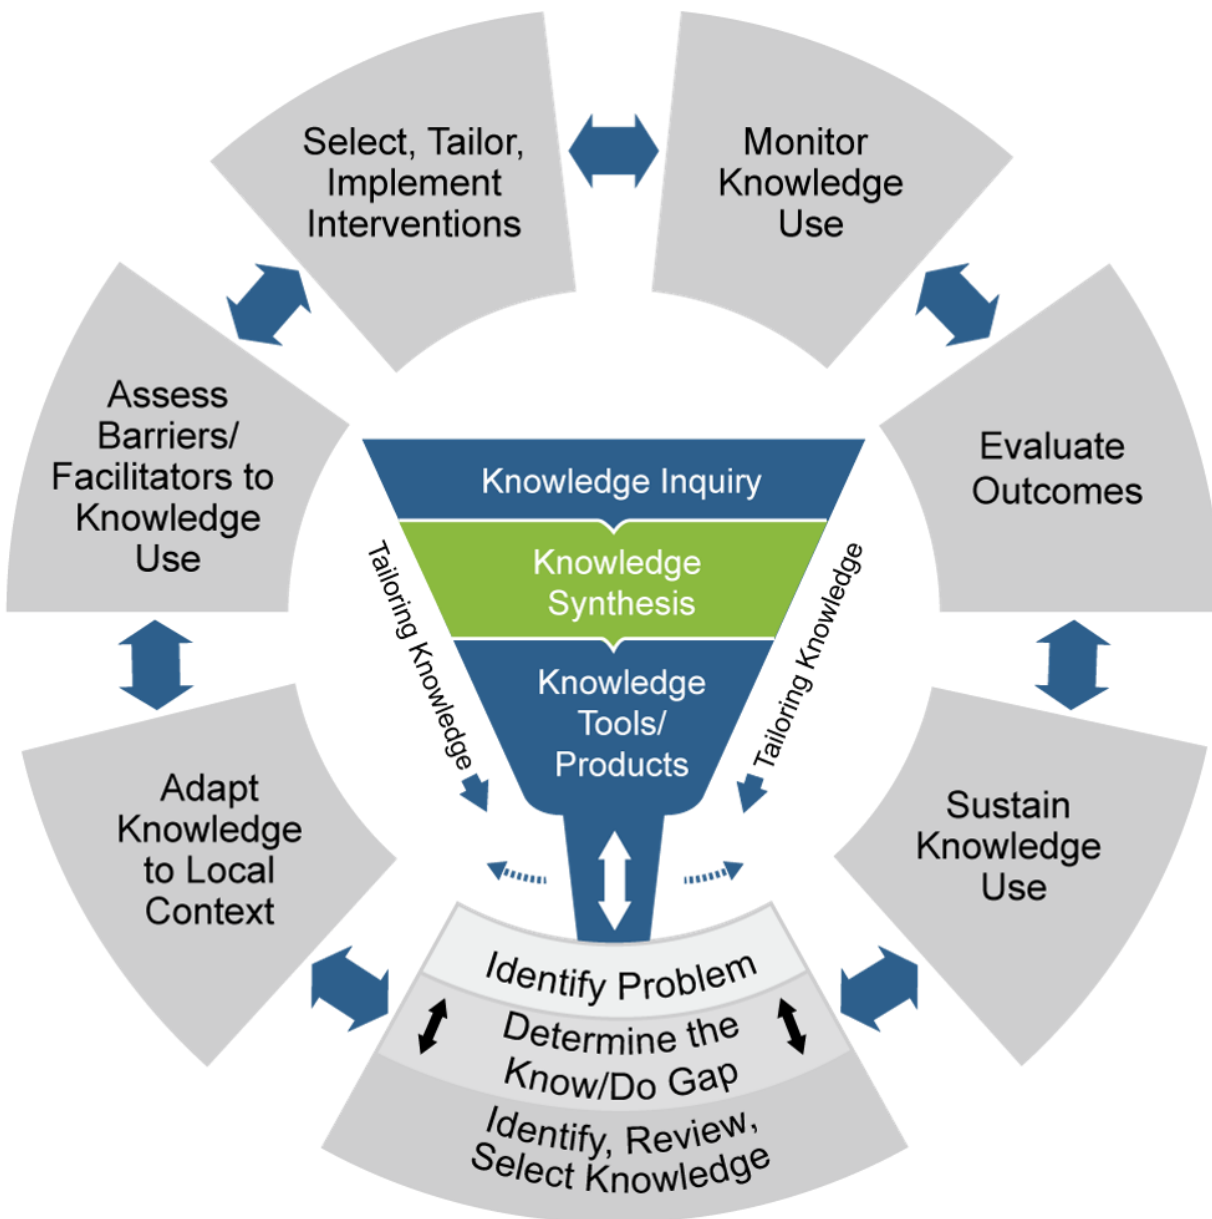 Select, Tailor,
Implement
Interventions
Monitor
Knowledge
Use
Assess
Barriers/
Facilitators to
Knowledge
Use
Evaluate
Outcomes
Knowledge Inquiry
Knowledge
Synthesis
Knowledge
Tools/
Products
Tailoring Knowledge
Tailoring Knowledge
Adapt
Knowledge
to Local
Context
Sustain
Knowledge
Use
Identify Problem
Determine the
Know/Do Gap
Identify, Review,
Select Knowledge